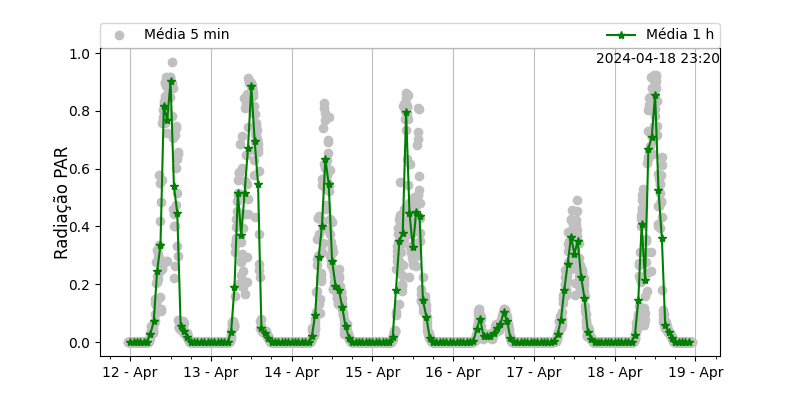 Média 5 min
Média 1 h
2024-04-18 23:20
Radiação PAR
1.0
0.8
0.6
0.4
0.2
0.0
12 - Apr
13 - Apr
14 - Apr
15 - Apr
16 - Apr
17 - Apr
18 - Apr
19 - Apr